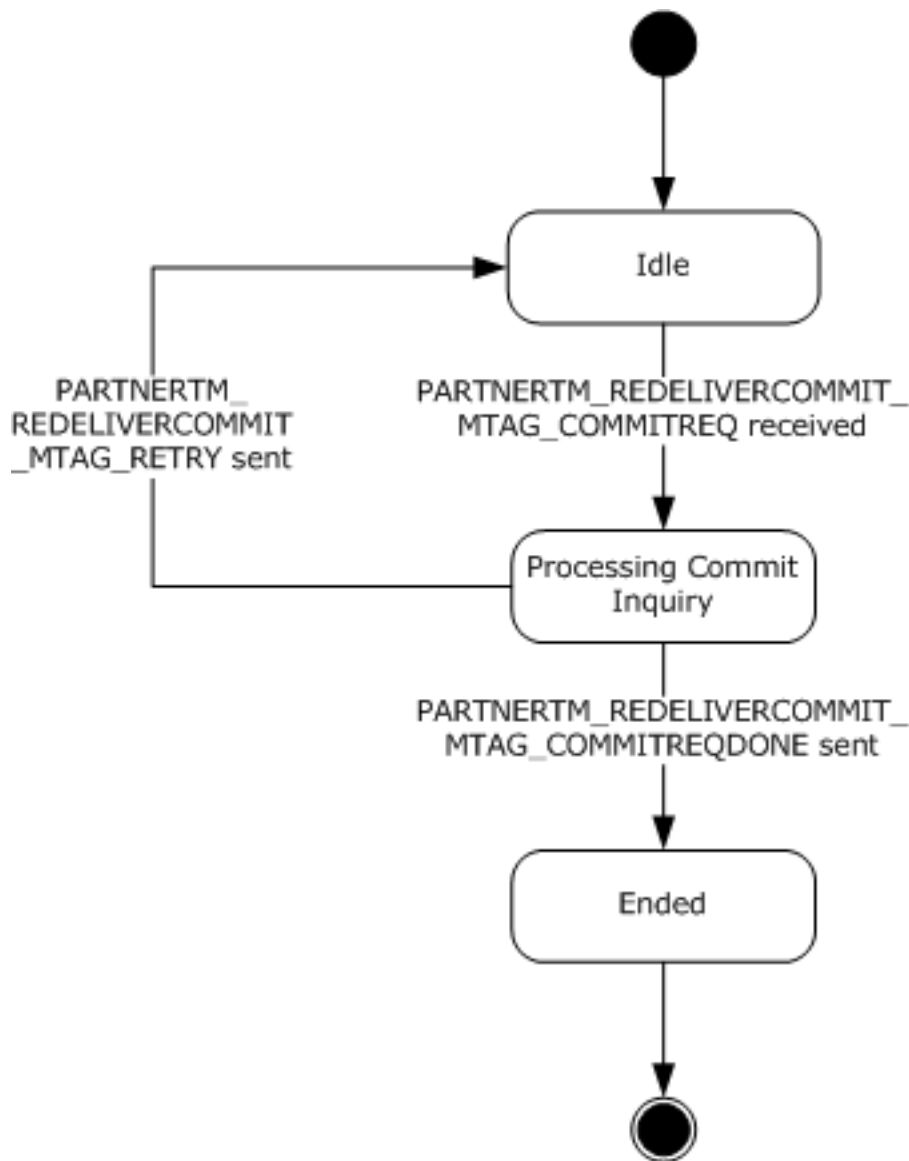 Idle
PARTNERTM_
REDELIVERCOMMIT
_MTAG_RETRY sent
PARTNERTM_REDELIVERCOMMIT_
MTAG_COMMITREQ received
Processing Commit
Inquiry
PARTNERTM_REDELIVERCOMMIT_
MTAG_COMMITREQDONE sent
Ended